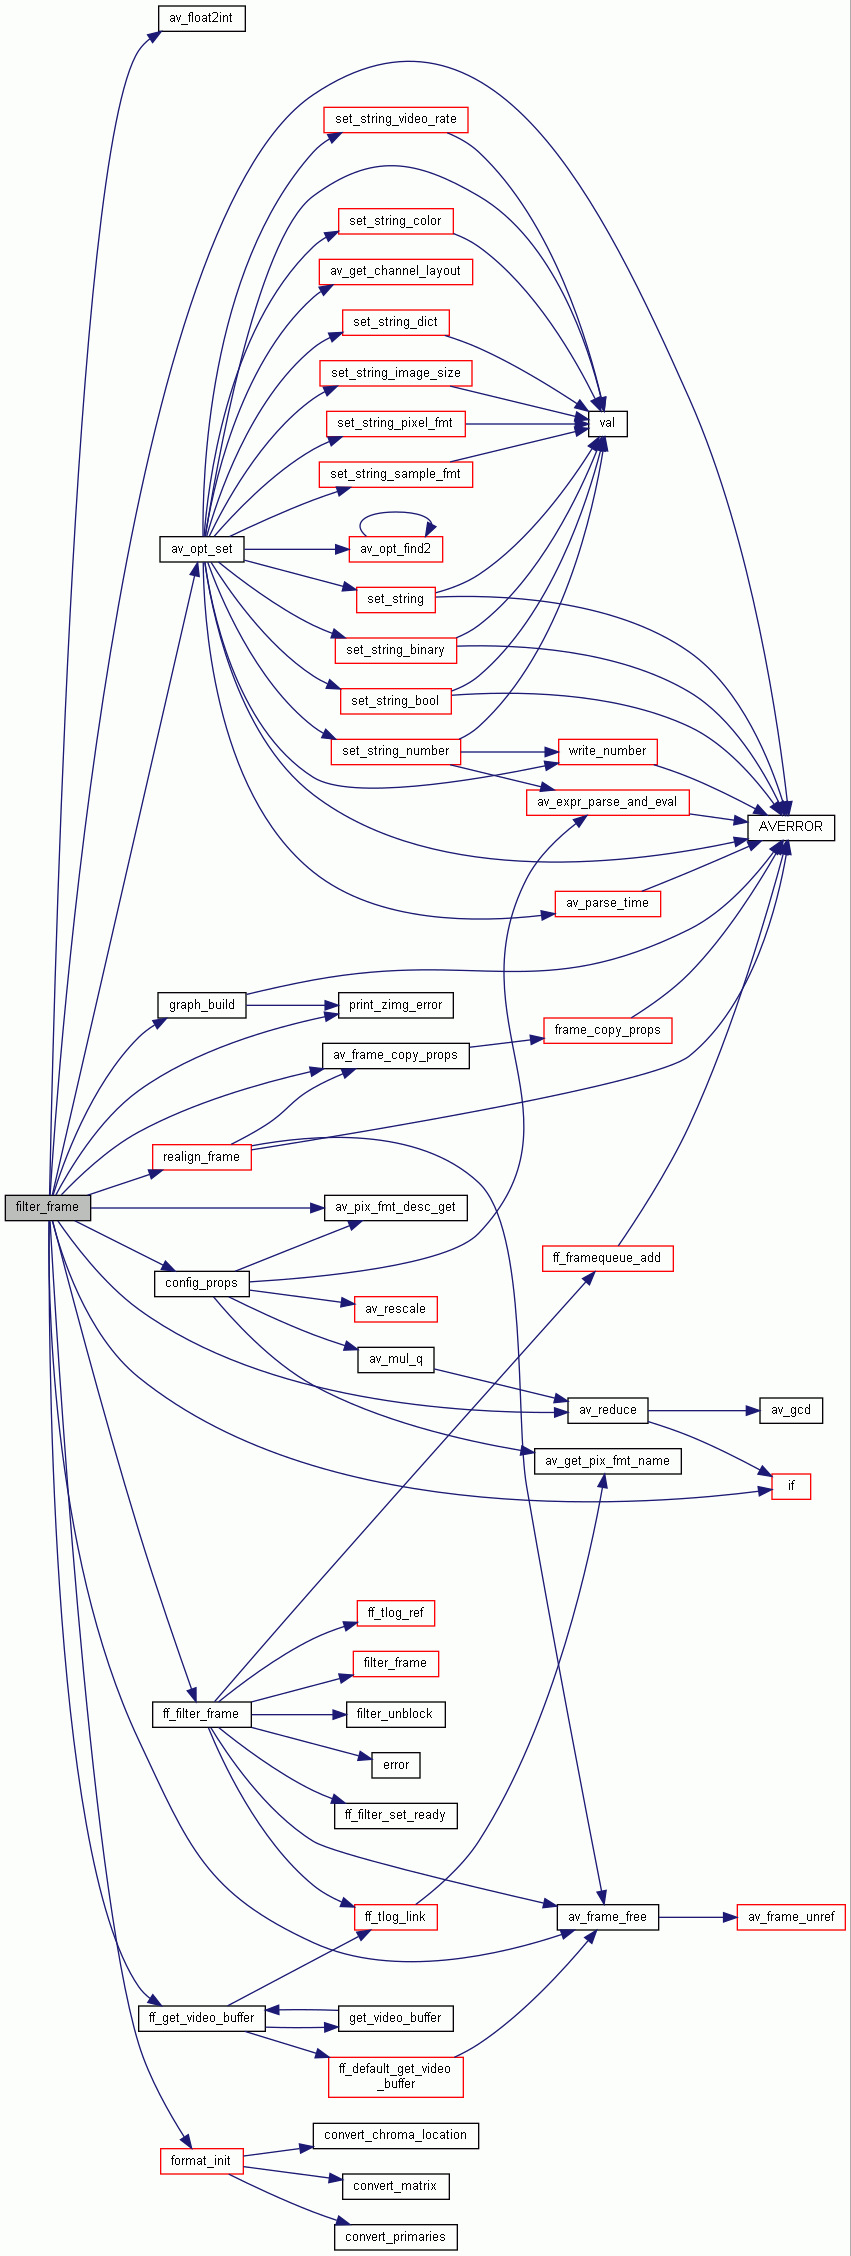 av_float2int
set_string_video_rate
set_string_color
av_get_channel_layout
set_string_dict
set_string_image_size
set_string_pixel_fmt
val
set_string_sample_fmt
av_opt_set
av_opt_find2
set_string
set_string_binary
set_string_bool
set_string_number
write_number
av_expr_parse_and_eval
AVERROR
av_parse_time
graph_build
print_zimg_error
frame_copy_props
av_frame_copy_props
realign_frame
filter_frame
av_pix_fmt_desc_get
ff_framequeue_add
config_props
av_rescale
av_mul_q
av_reduce
av_gcd
av_get_pix_fmt_name
if
ff_tlog_ref
filter_frame
ff_filter_frame
filter_unblock
error
ff_filter_set_ready
ff_tlog_link
av_frame_free
av_frame_unref
ff_get_video_buffer
get_video_buffer
ff_default_get_video
_buffer
convert_chroma_location
format_init
convert_matrix
convert_primaries